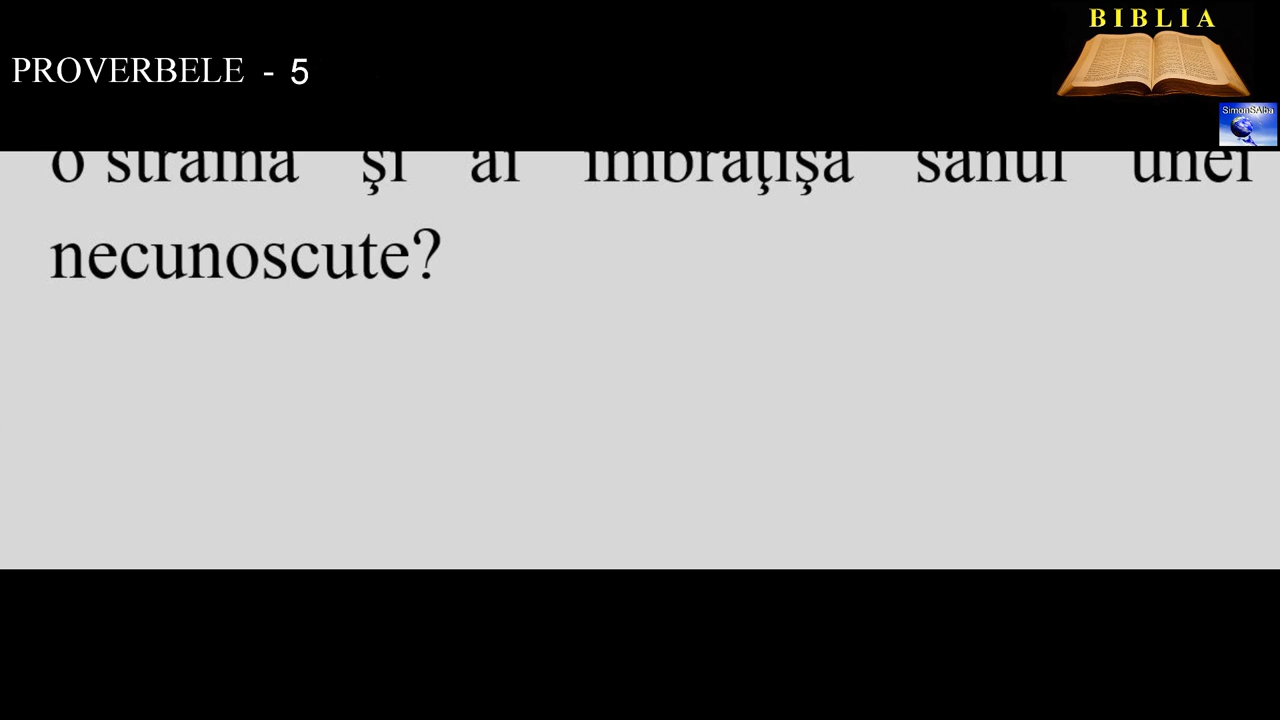 BIBLIA
PROVERBELE - 5
SimonSAlba
o străină şi ai îmbrăţişa sânul unei
necunoscute?